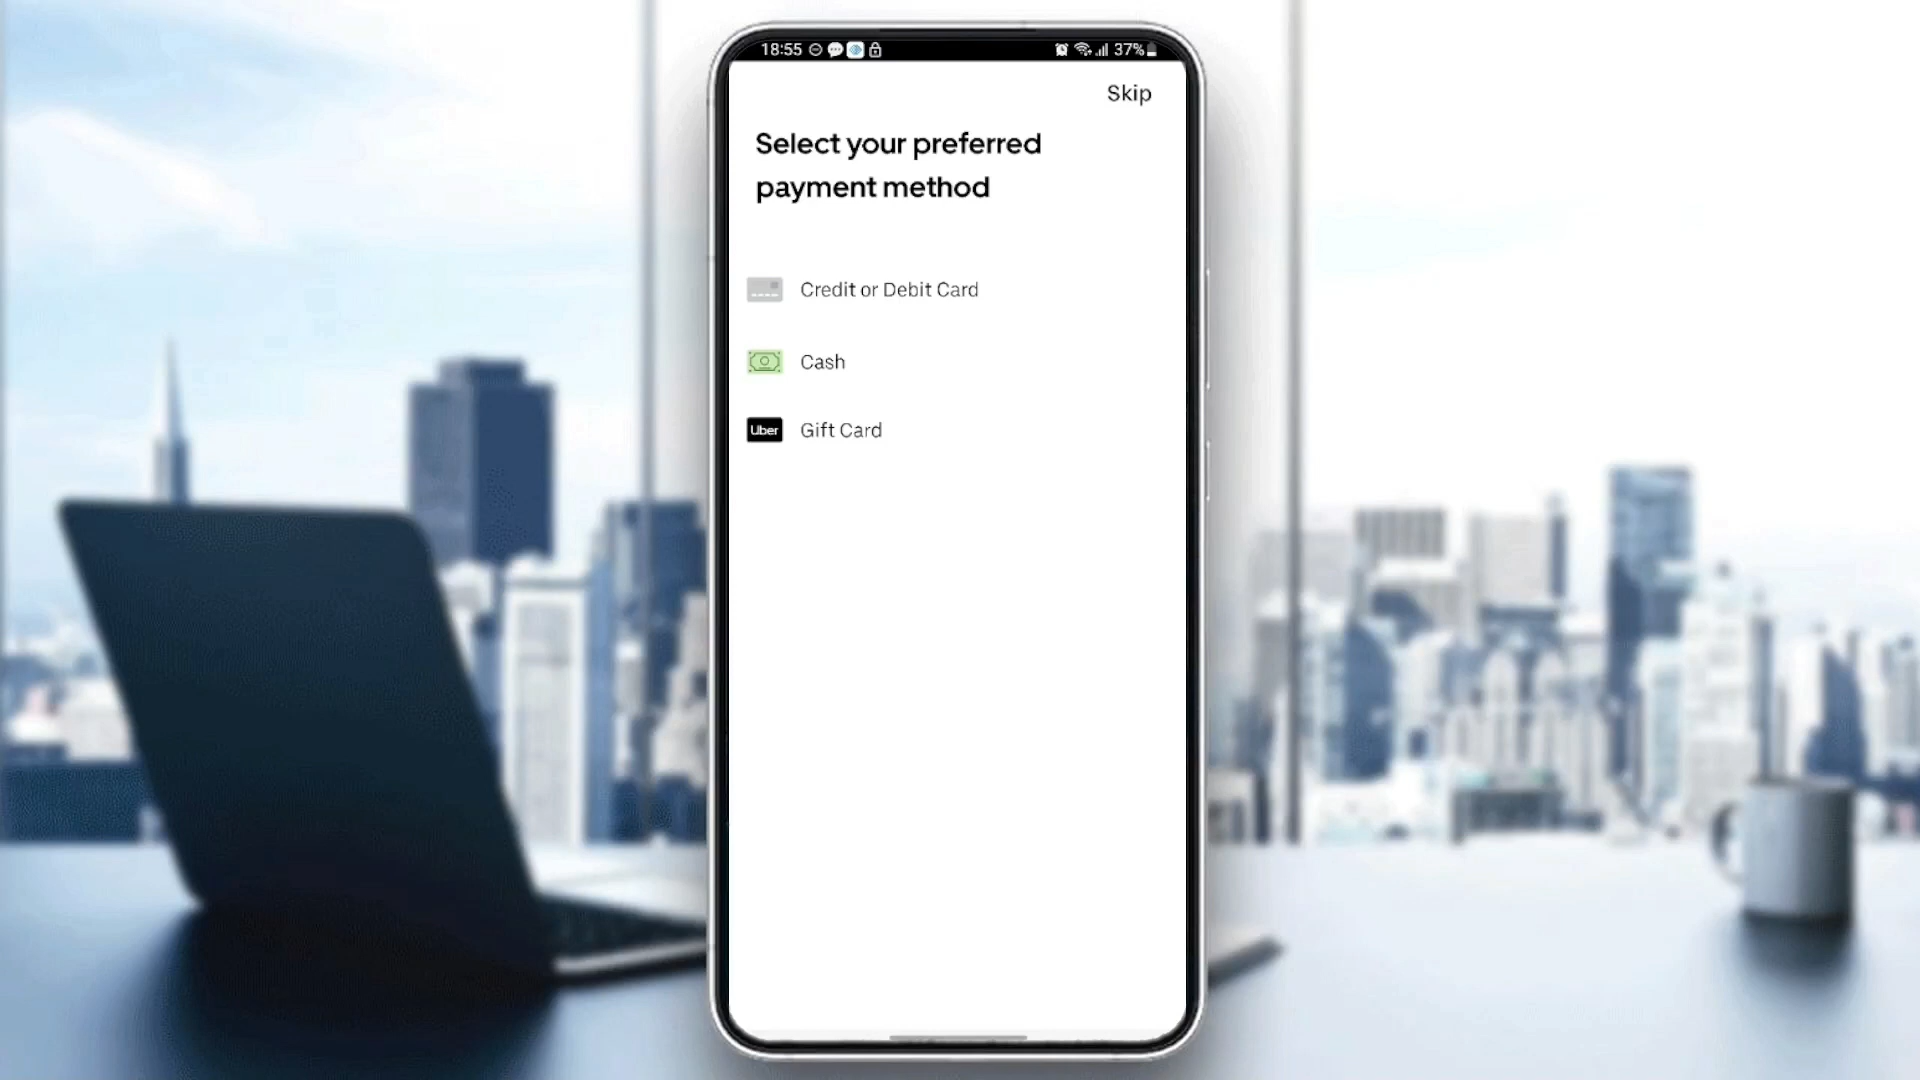 18:55 37%
Skip
Select your preferred
payment method
Credit or Debit Card
Cash
Uber Gift Card